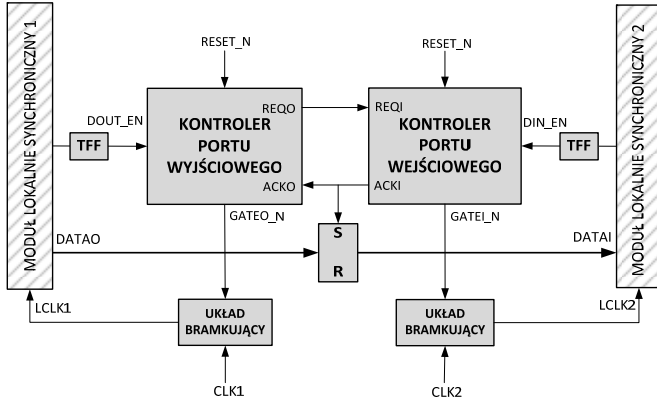 MODUŁ LOKALNIE SYNCHRONICZNY 1
MODUŁ LOKALNIE SYNCHRONICZNY 2
RESET_N
RESET_N
DOUT_EN
TFF
KONTROLER
PORTU
WYJŚCIOWEGO
REQO
ACKO
REQI
ACKI
KONTROLER
PORTU
WEJŚCIOWEGO
DIN_EN
TFF
GATEO_N
GATEI_N
DATAO
S
R
DATAI
LCLK1
UKŁAD
BRAMKUJĄCY
UKŁAD
BRAMKUJĄCY
LCLK2
CLK1
CLK2